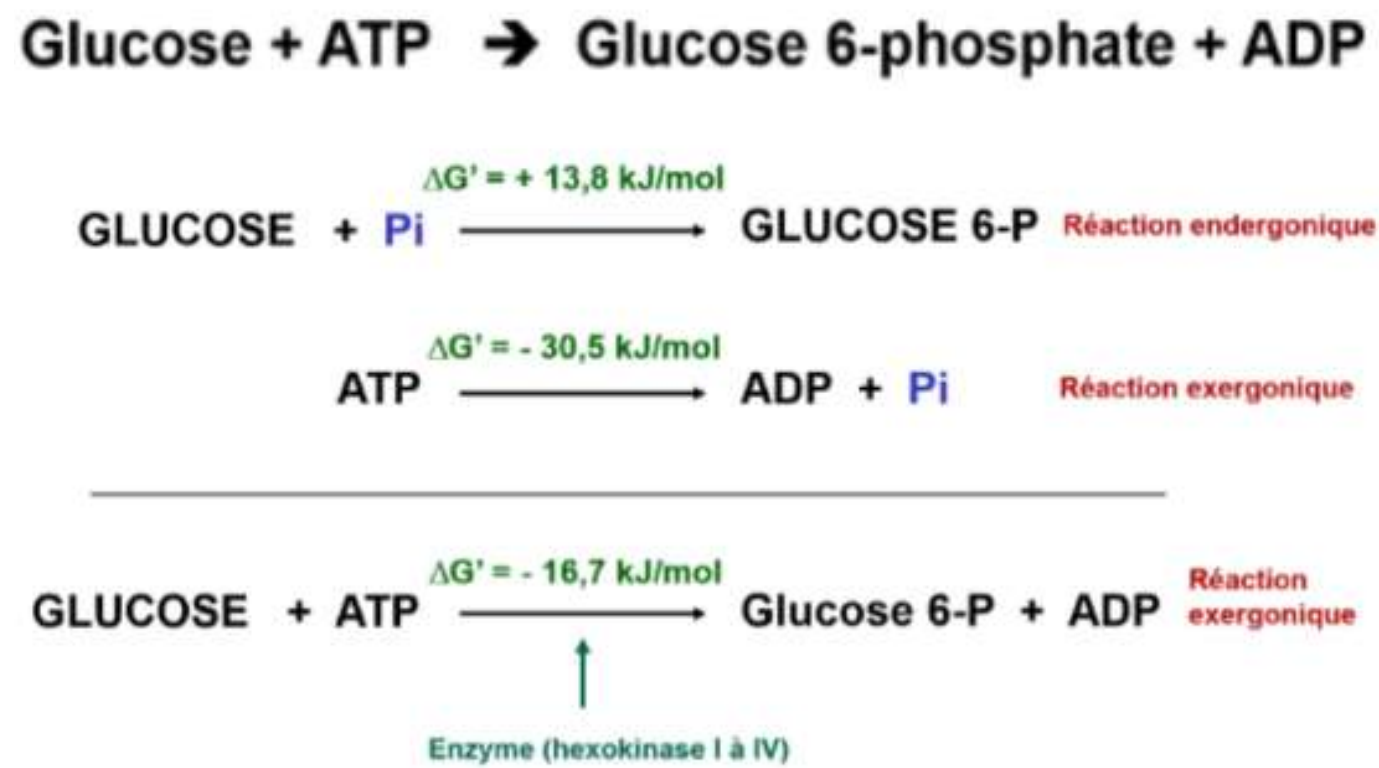 Glucose + ATP ➔ Glucose 6-phosphate + ADP
ΔG' = + 13,8 kJ/mol
GLUCOSE + Pi → GLUCOSE 6-P Réaction endergonique
ΔG' = - 30,5 kJ/mol
ATP → ADP + Pi Réaction exergonique
ΔG' = - 16,7 kJ/mol
GLUCOSE + ATP → Glucose 6-P + ADP
Réaction
exergonique
Enzyme (hexokinase I à IV)